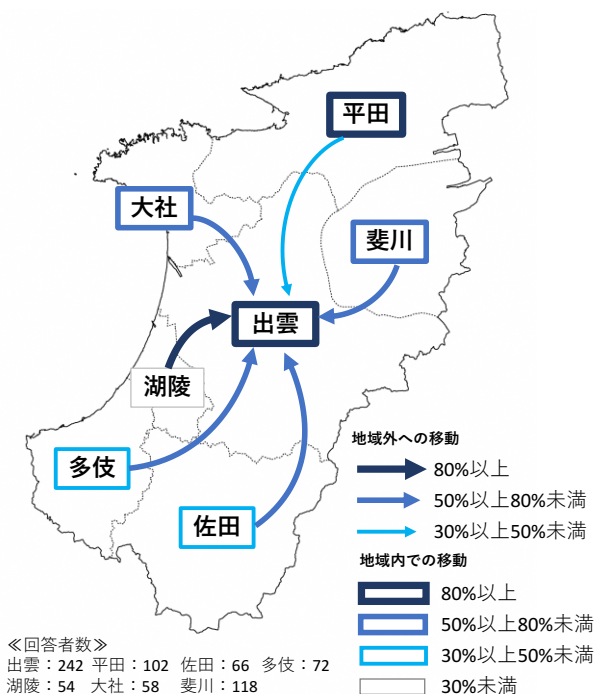 平田
大社
斐川
出雲
湖陵
多伎
佐田
地域外への移動
80%以上
50%以上80%未満
30%以上50%未満
地域内での移動
80%以上
50%以上80%未満
30%以上50%未満
30%未満
≪回答者数≫
出雲：242 平田：102 佐田：66 多伎：72
湖陵：54 大社：58 斐川：118